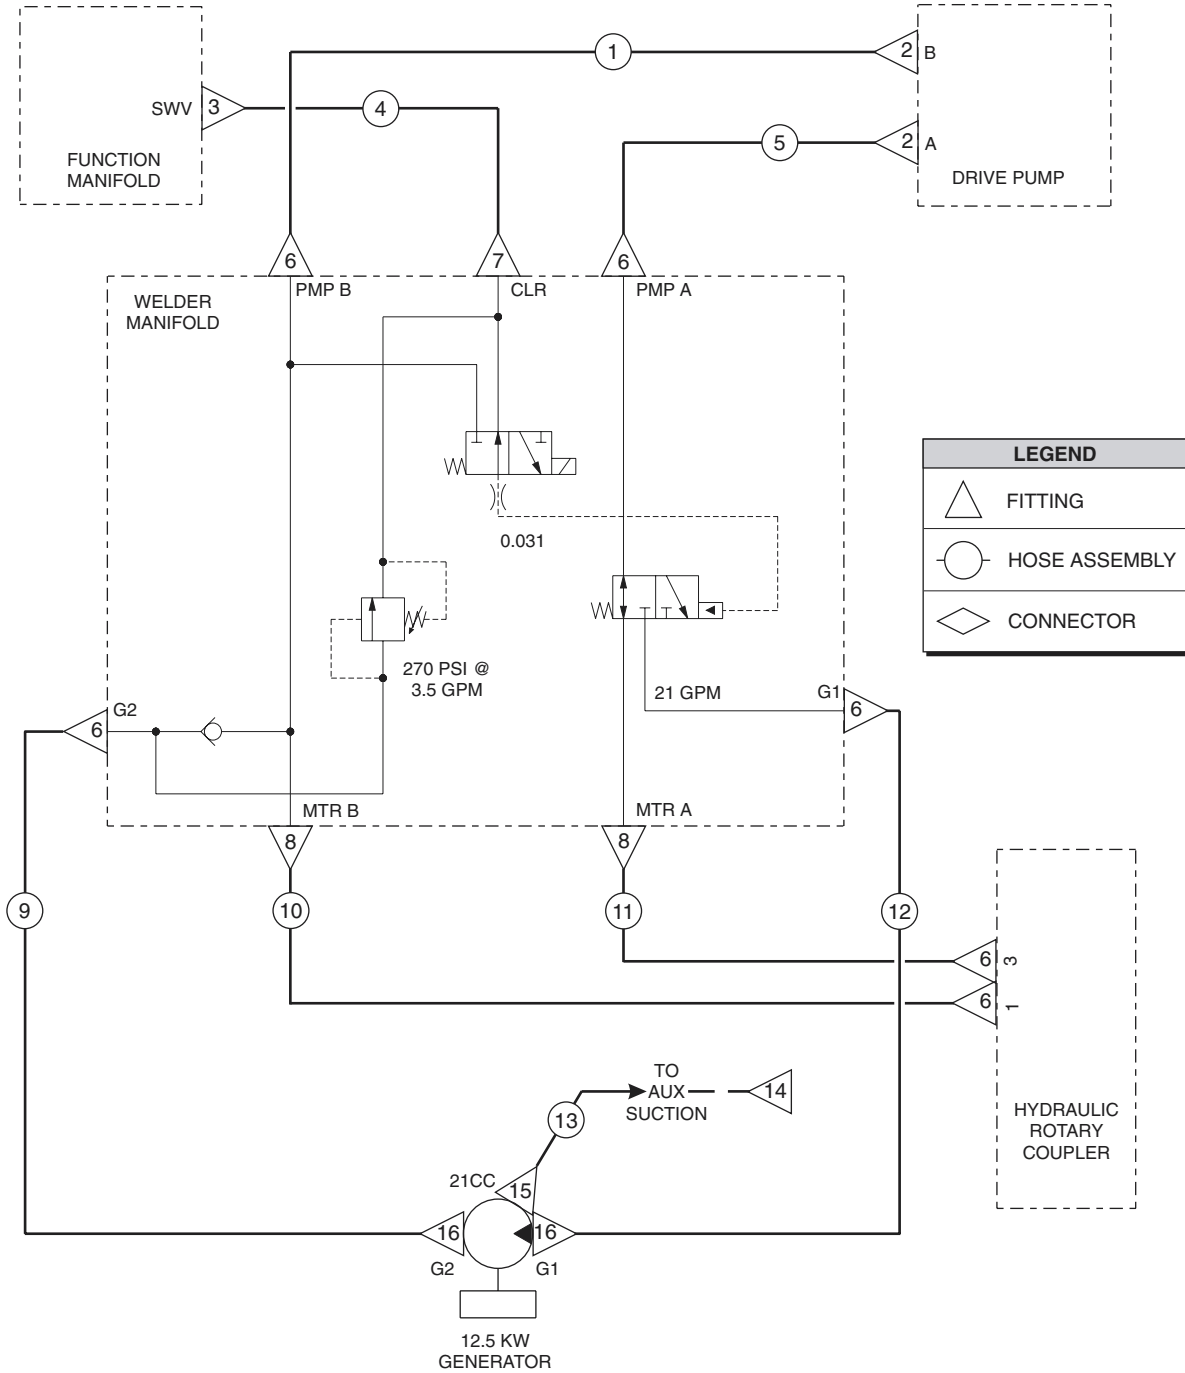 1
2
B
SWV
3
4
5
2
A
FUNCTION
MANIFOLD
DRIVE PUMP
6
7
6
PMP B
CLR
PMP A
WELDER
MANIFOLD
LEGEND
FITTING
HOSE ASSEMBLY
CONNECTOR
0.031
270 PSI @
3.5 GPM
21 GPM
G1
6
G2
6
MTR B
MTR A
8
8
9
10
11
12
6
3
6
1
TO
AUX
SUCTION
14
13
HYDRAULIC
ROTARY
COUPLER
21CC
15
16
16
G2
G1
12.5 KW
GENERATOR